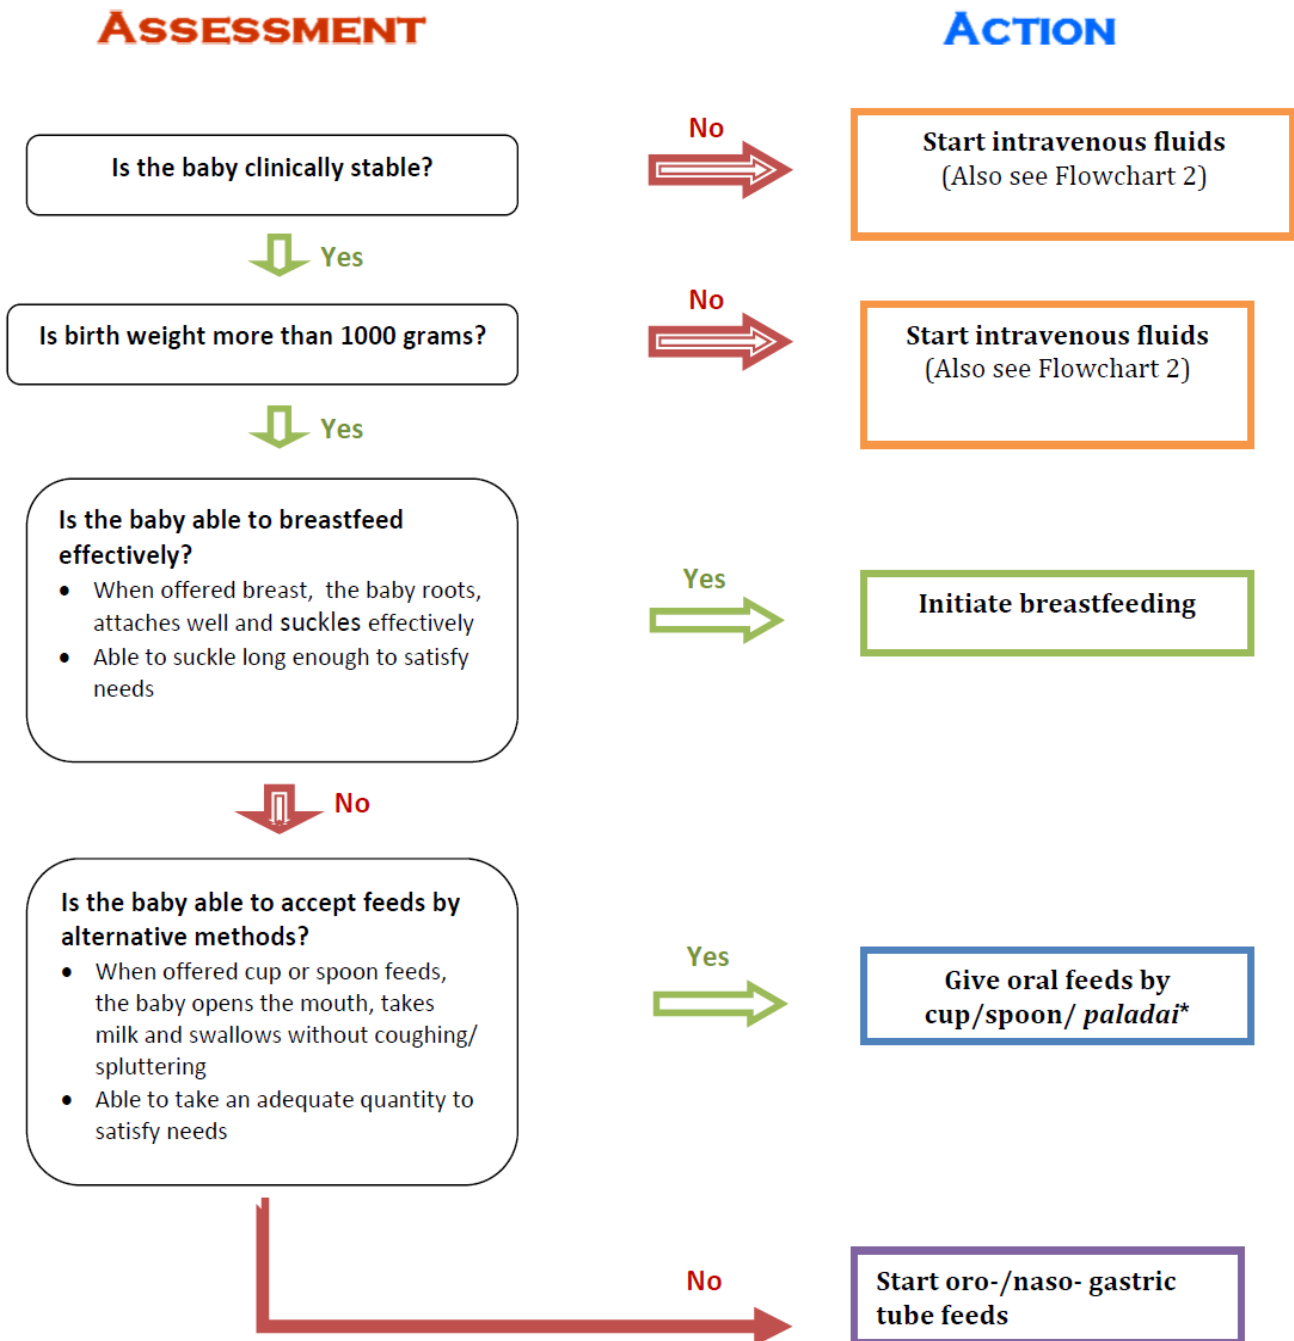 ASSESSMENT
ACTION
Is the baby clinically stable?
No
Start intravenous fluids
(Also see Flowchart 2)
Yes
Is birth weight more than 1000 grams?
No
Start intravenous fluids
(Also see Flowchart 2)
Yes
Is the baby able to breastfeed
effectively?
• When offered breast, the baby roots,
attaches well and suckles effectively
• Able to suckle long enough to satisfy
needs
Yes
Initiate breastfeeding
No
Is the baby able to accept feeds by
alternative methods?
• When offered cup or spoon feeds,
the baby opens the mouth, takes
milk and swallows without coughing/
spluttering
• Able to take an adequate quantity to
satisfy needs
Yes
Give oral feeds by
cup/spoon/ paladai*
No
Start oro-/naso- gastric
tube feeds